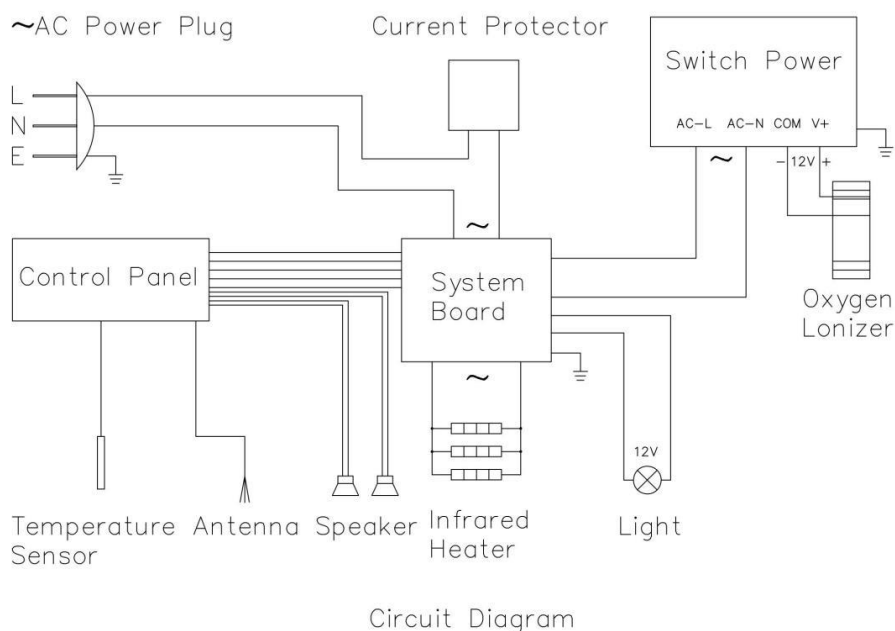 ~AC Power Plug
Current Protector
Switch Power
L
N
E
AC-L AC-N COM V+
~
- 12V +
~
Control Panel
System
Board
Oxygen
Lonizer
~
12V
Temperature
Sensor
Antenna
Speaker
Infrared
Heater
Light
Circuit Diagram